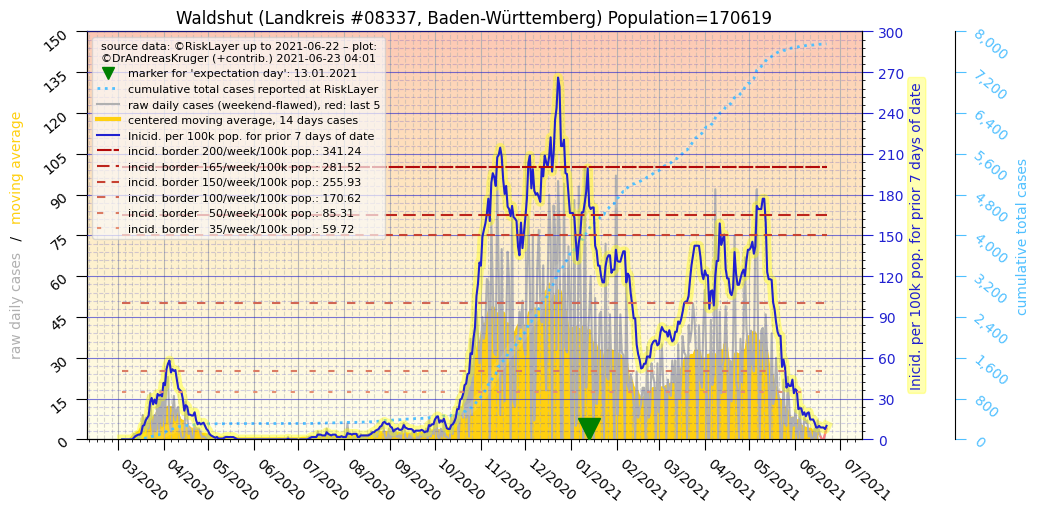 Waldshut (Landkreis #08337, Baden-Württemberg) Population=170619
source data: ©RiskLayer up to 2021-06-22 – plot:
©DrAndreasKruger (+contrib.) 2021-06-23 04:01
marker for 'expectation day': 13.01.2021
cumulative total cases reported at RiskLayer
raw daily cases (weekend-flawed), red: last 5
centered moving average, 14 days cases
Inicid. per 100k pop. for prior 7 days of date
incid. border 200/week/100k pop.: 341.24
incid. border 165/week/100k pop.: 281.52
incid. border 150/week/100k pop.: 255.93
incid. border 100/week/100k pop.: 170.62
incid. border   50/week/100k pop.: 85.31
incid. border   35/week/100k pop.: 59.72
raw daily cases   /   moving average
150
135
120
105
90
75
60
45
30
15
0
03/2020
04/2020
05/2020
06/2020
07/2020
08/2020
09/2020
10/2020
11/2020
12/2020
01/2021
02/2021
03/2021
04/2021
05/2021
06/2021
07/2021
300
270
240
210
180
150
120
90
60
30
0
Inicid. per 100k pop. for prior 7 days of date
8,000
7,200
6,400
5,600
4,800
4,000
3,200
2,400
1,600
800
0
cumulative total cases